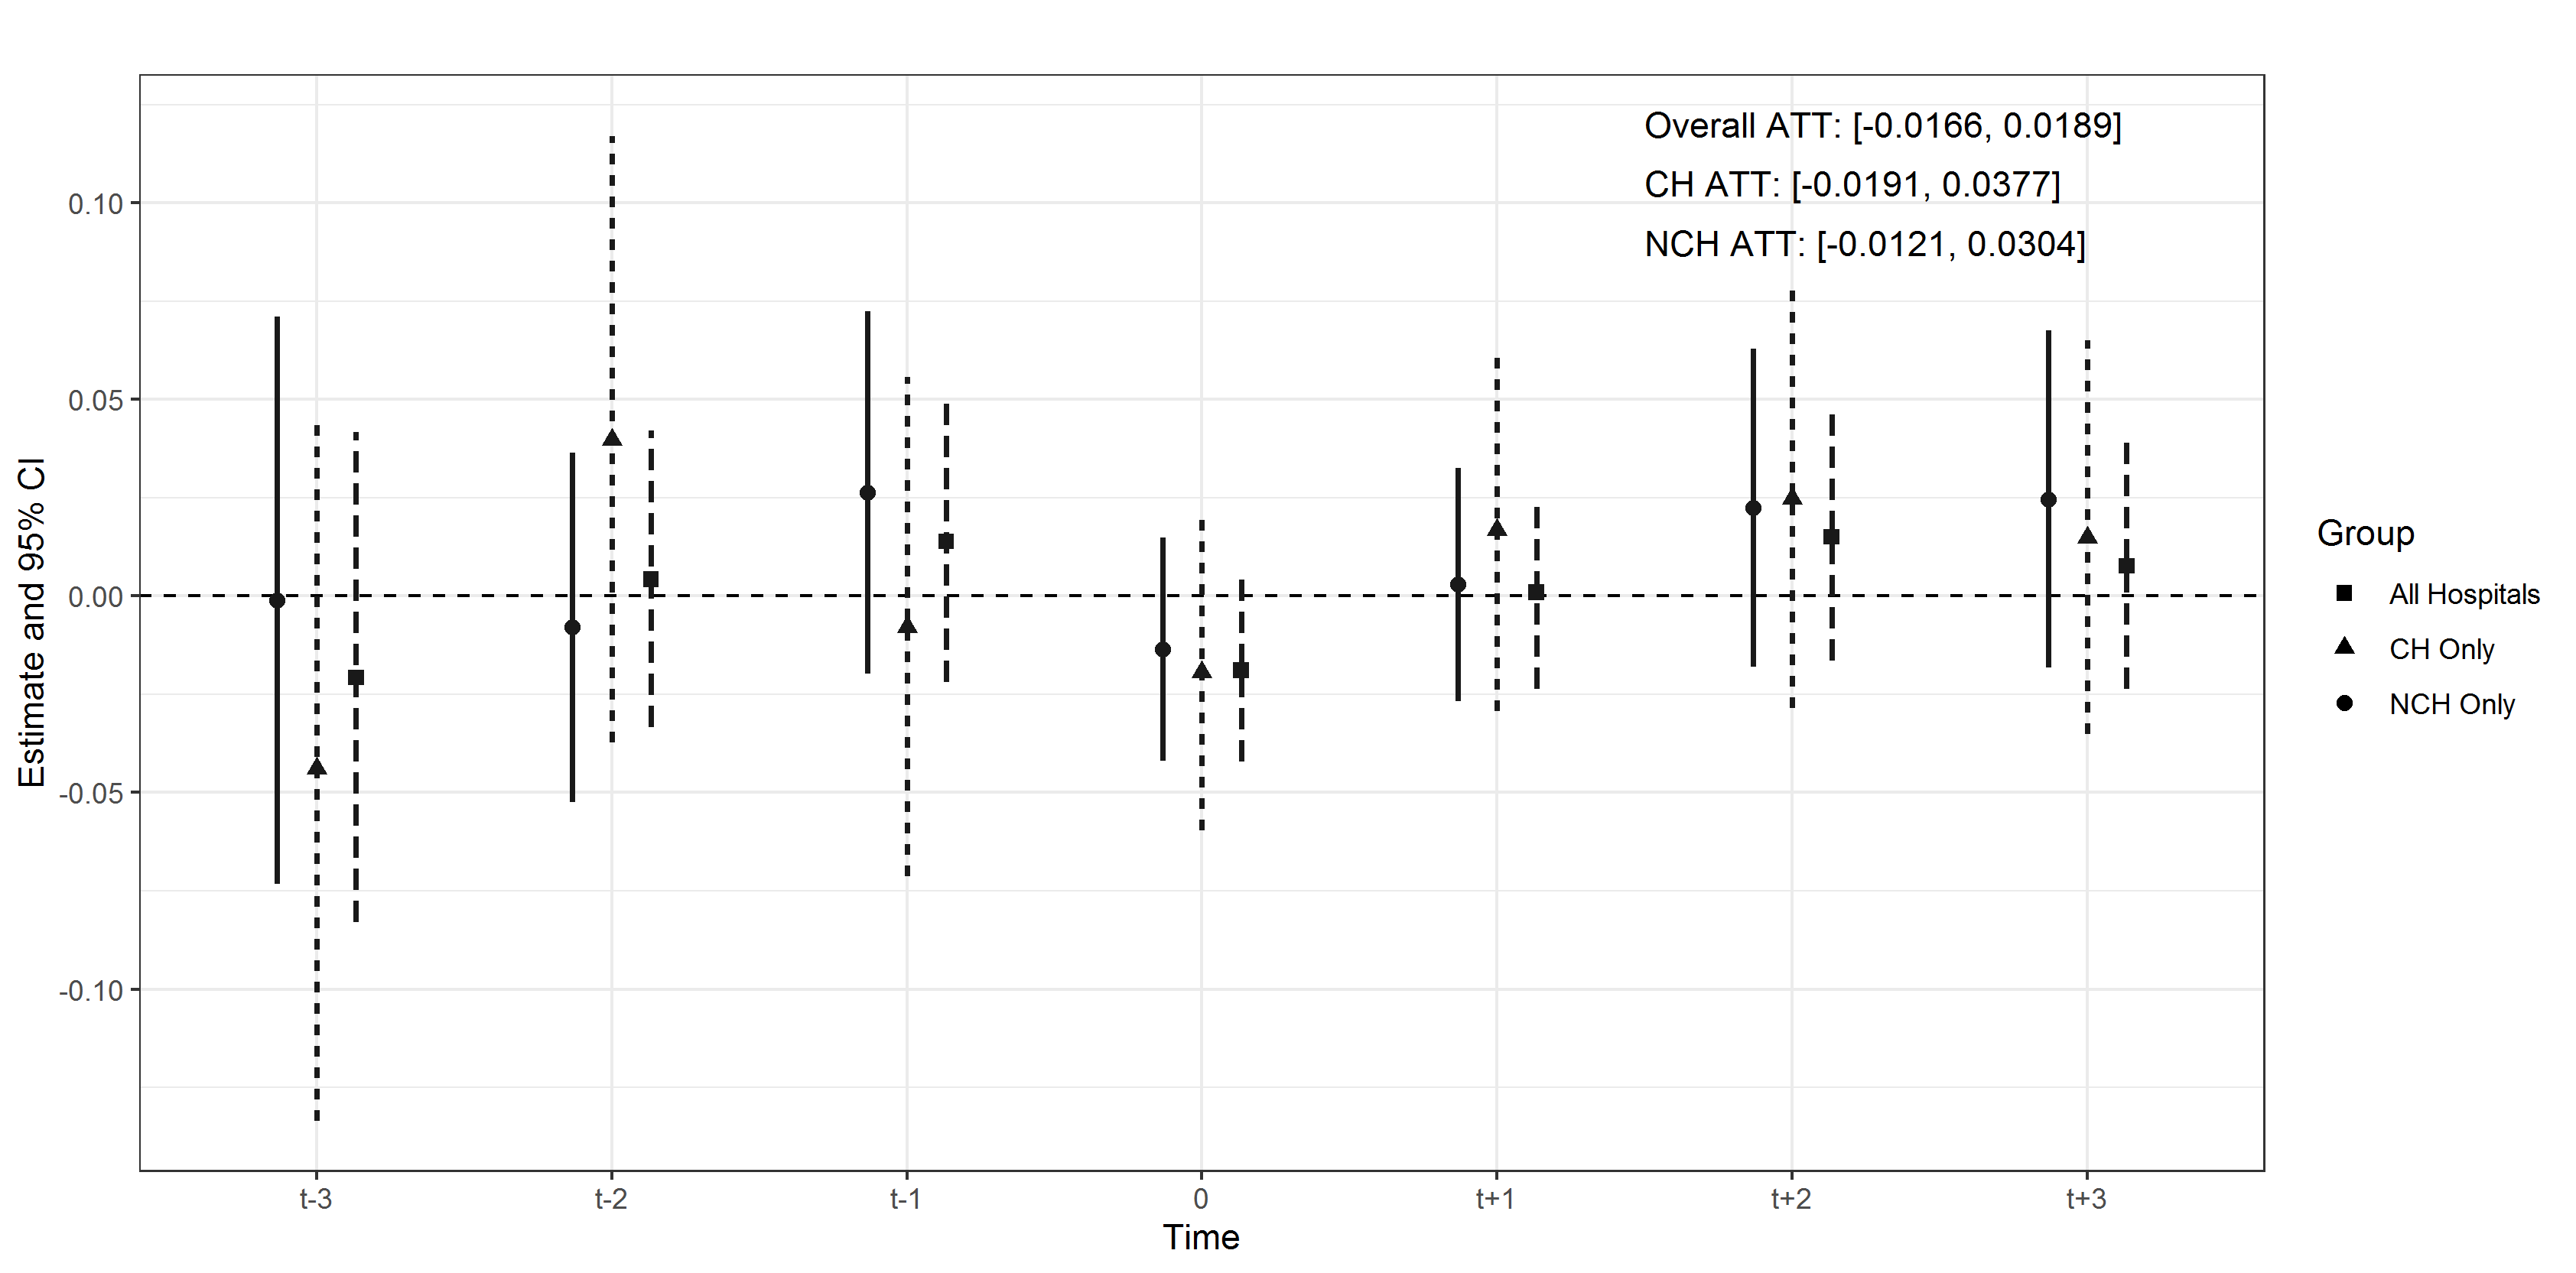 Overall ATT: [-0.0166, 0.0189]
CH ATT: [-0.0191, 0.0377]
NCH ATT: [-0.0121, 0.0304]
0.10
0.05
0.00
-0.05
-0.10
Estimate and 95% CI
t-3
t-2
t-1
0
t+1
t+2
t+3
Time
Group
All Hospitals
CH Only
NCH Only